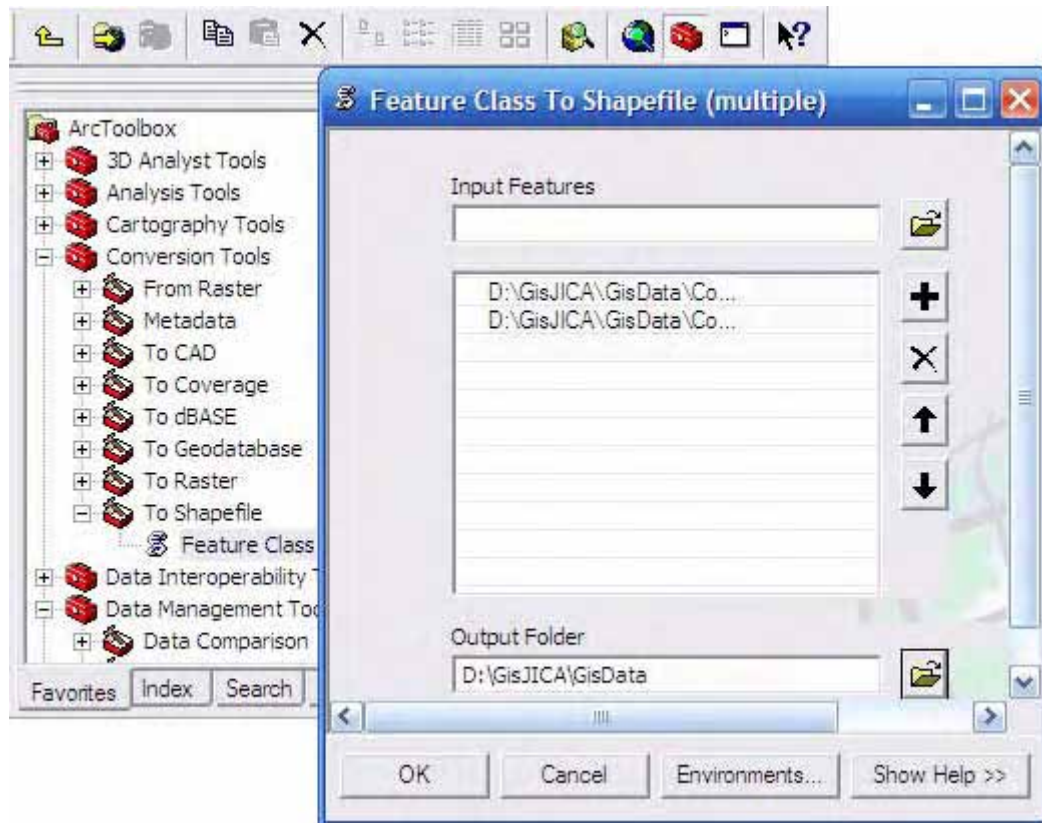 Feature Class To Shapefile (multiple)
ArcToolbox
3D Analyst Tools
Analysis Tools
Cartography Tools
Conversion Tools
From Raster
Metadata
To CAD
To Coverage
To dBASE
To Geodatabase
To Raster
To Shapefile
Feature Class
Data Interoperability
Data Management
Data Comparison
Favorites
Index
Search
Input Features
D:\GisJICA\GisData\Co...
D:\GisJICA\GisData\Co...
Output Folder
D:\GisJICA\GisData
OK
Cancel
Environments...
Show Help >>